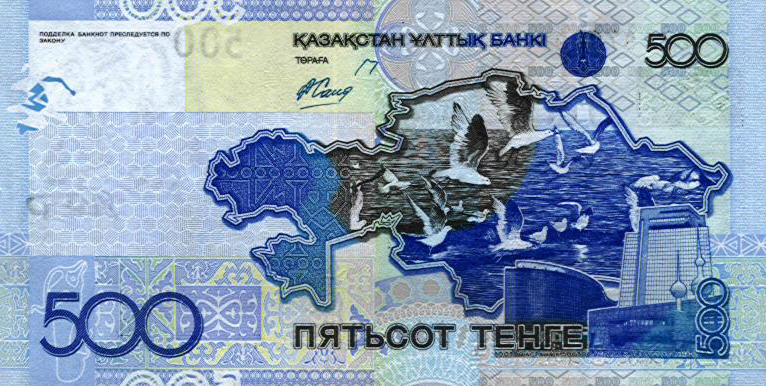 ПОДДЕЛКА БАНКНОТ ПРЕСЛЕДУЕТСЯ ПО
ЗАКОНУ
ҚАЗАҚСТАН ҰЛТТЫҚ БАНКІ
ТӨРАҒА
500
500
ПЯТЬСОТ ТЕНГЕ
500